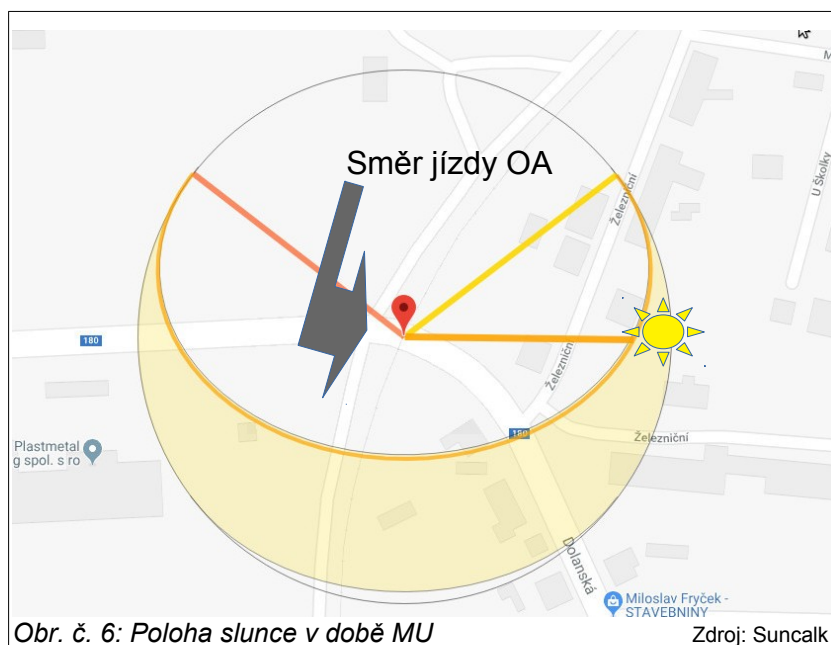 M
Směr jízdy OA
Železniční
U Školky
180
Železniční
Plastmetal
g spol. s ro
180
Železniční
Dolanská
Miloslav Fryček -
STAVEBNINY
Obr. č. 6: Poloha slunce v době MU
Zdroj: Suncalk